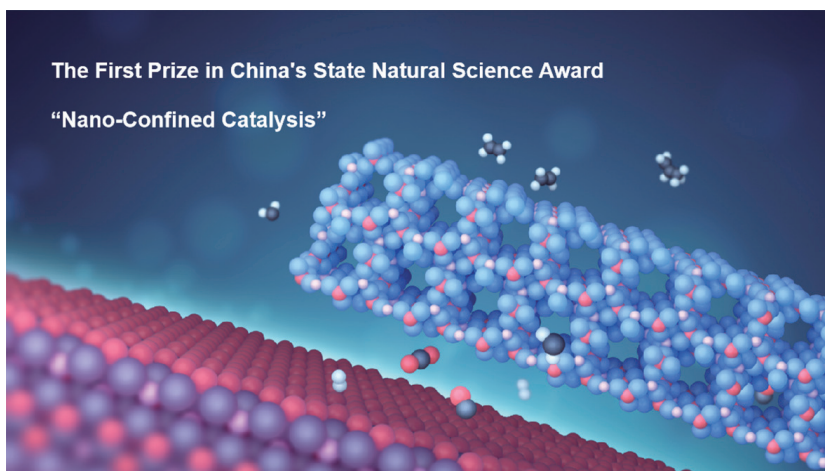 The First Prize in China's State Natural Science Award
“Nano-Confined Catalysis”